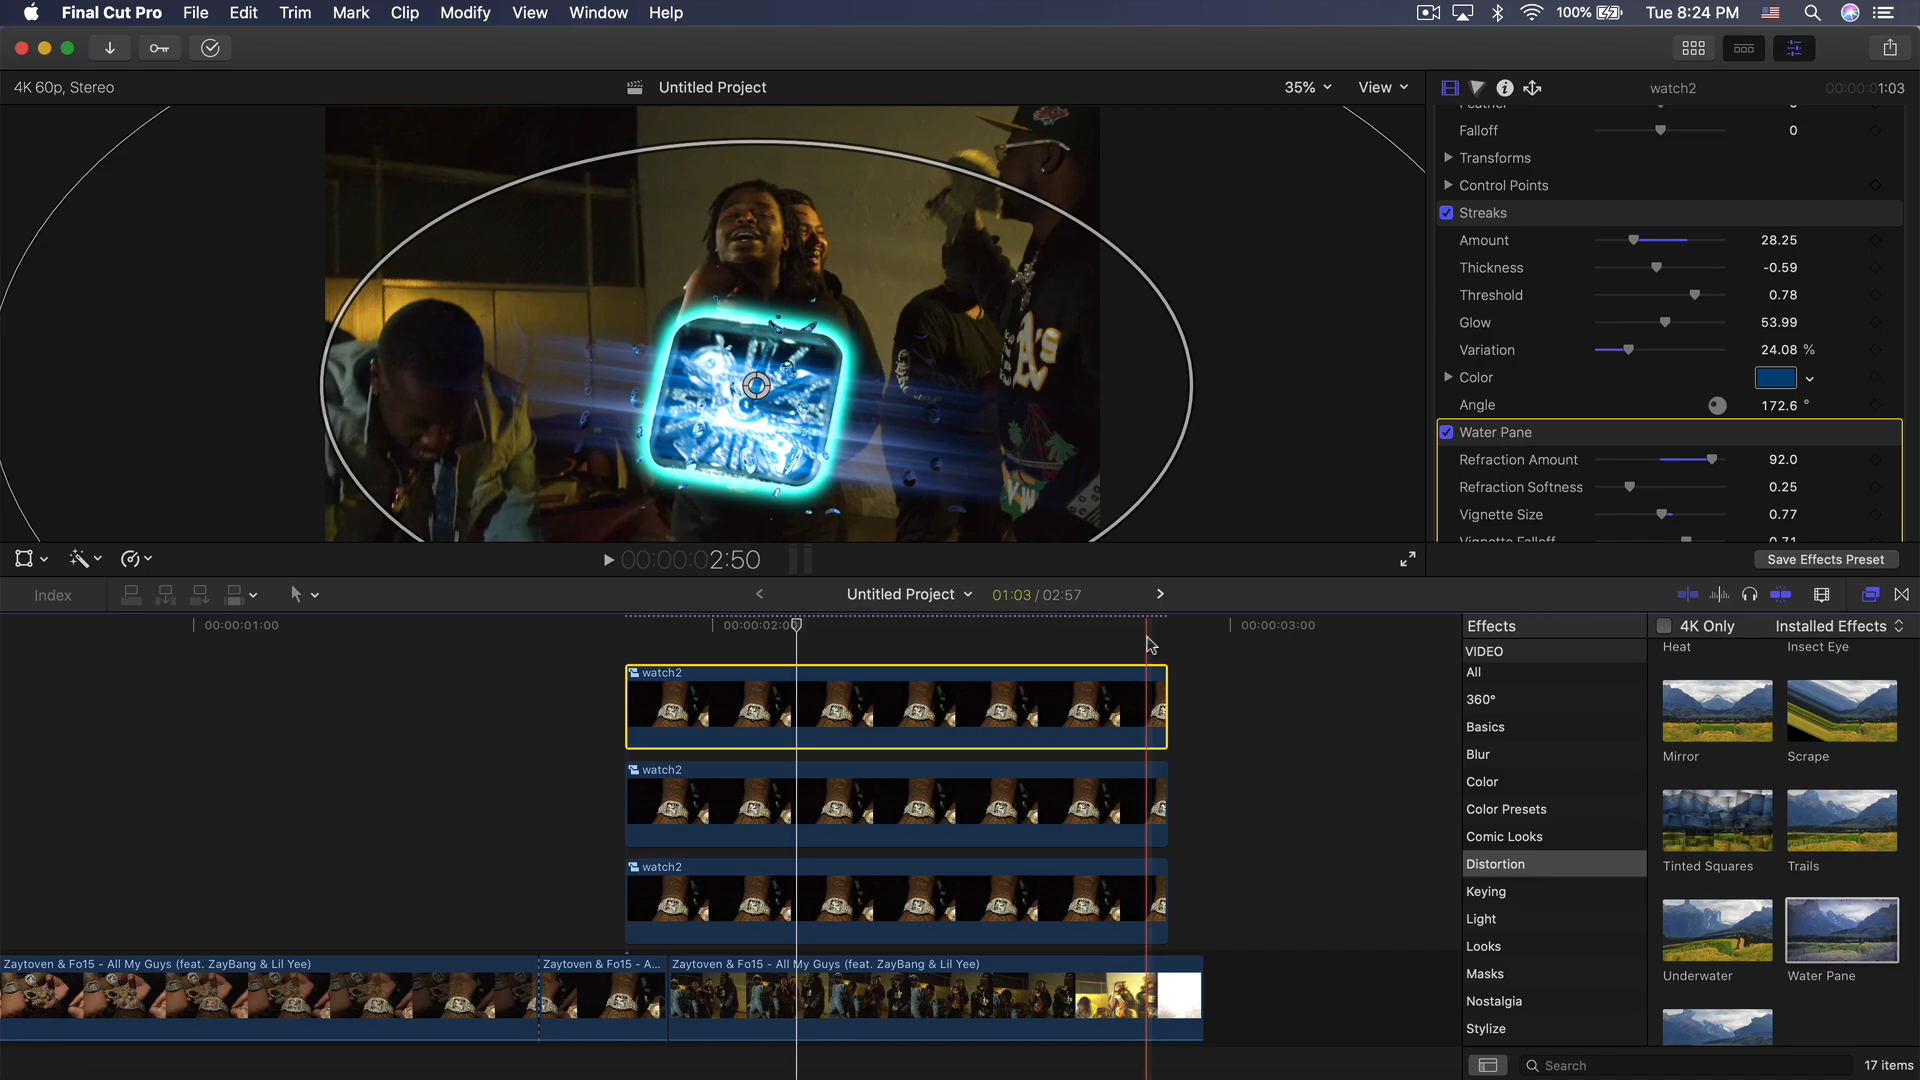 Final Cut Pro File Edit Trim Mark Clip Modify View Window Help 100% Tue 8:24 PM
4K 60p, Stereo Untitled Project 35% View watch2 00:00:01:03
Falloff 0
Transforms
Control Points
Streaks
Amount 28.25
Thickness -0.59
Threshold 0.78
Glow 53.99
Variation 24.08 %
Color
Angle 172.6 °
Water Pane
Refraction Amount 92.0
Refraction Softness 0.25
Vignette Size 0.77
Vignette Falloff 0.71
A's
00:00:02:50 Save Effects Preset
Index Untitled Project 01:03 / 02:57
00:00:01:00 00:00:02:00 00:00:03:00
watch2
watch2
watch2
Zaytoven & Fo15 - All My Guys (feat. ZayBang & Lil Yee) Zaytoven & Fo15 - A... Zaytoven & Fo15 - All My Guys (feat. ZayBang & Lil Yee)
Effects 4K Only Installed Effects
VIDEO
All
360°
Basics
Blur
Color
Color Presets
Comic Looks
Distortion
Keying
Light
Looks
Masks
Nostalgia
Stylize
Heat Insect Eye
Mirror Scrape
Tinted Squares Trails
Underwater Water Pane
Search 17 items